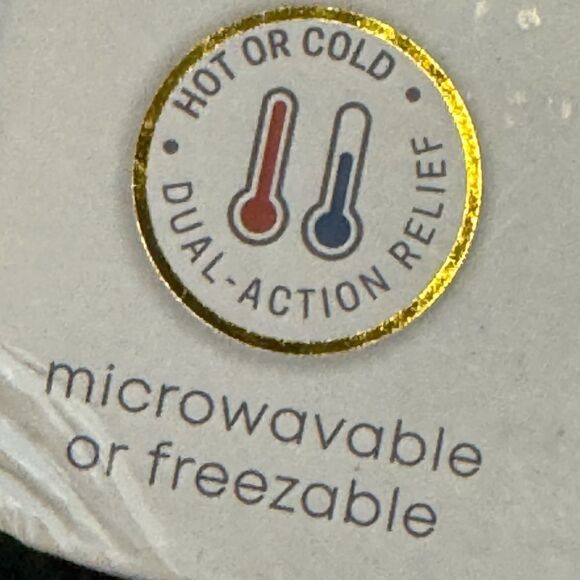 HOT OR COLD
DUAL-ACTION RELIEF
microwavable
or freezable